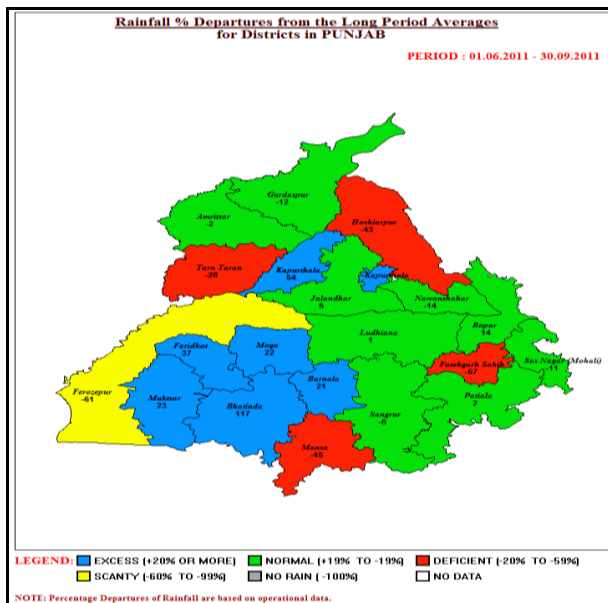 Rainfall % Departures from the Long Period Averages
for Districts in PUNJAB
PERIOD : 01.06.2011 - 30.09.2011
Gurdaspur
-12
Amritsar
-2
Hoshiarpur
-43
Tarn Taran
-28
Kapurthala
54
Kapurthala
Jalandhar
5
Nawanshahar
-14
Ludhiana
1
Ropar
14
Sas Nagar (Mohali)
Fatehgarh Sahib
-57
Patiala
2
Faridkot
37
Moga
22
Barnala
21
Ferozepur
-61
Muktsar
23
Bhatinda
117
Sangrur
-6
Mansa
LEGEND: EXCESS (+20% OR MORE) NORMAL (+19% TO -19%) DEFICIENT (-20% TO -59%)
SCANTY (-60% TO -99%) NO RAIN (-100%) NO DATA
NOTE: Percentage Departures of Rainfall are based on operational data.